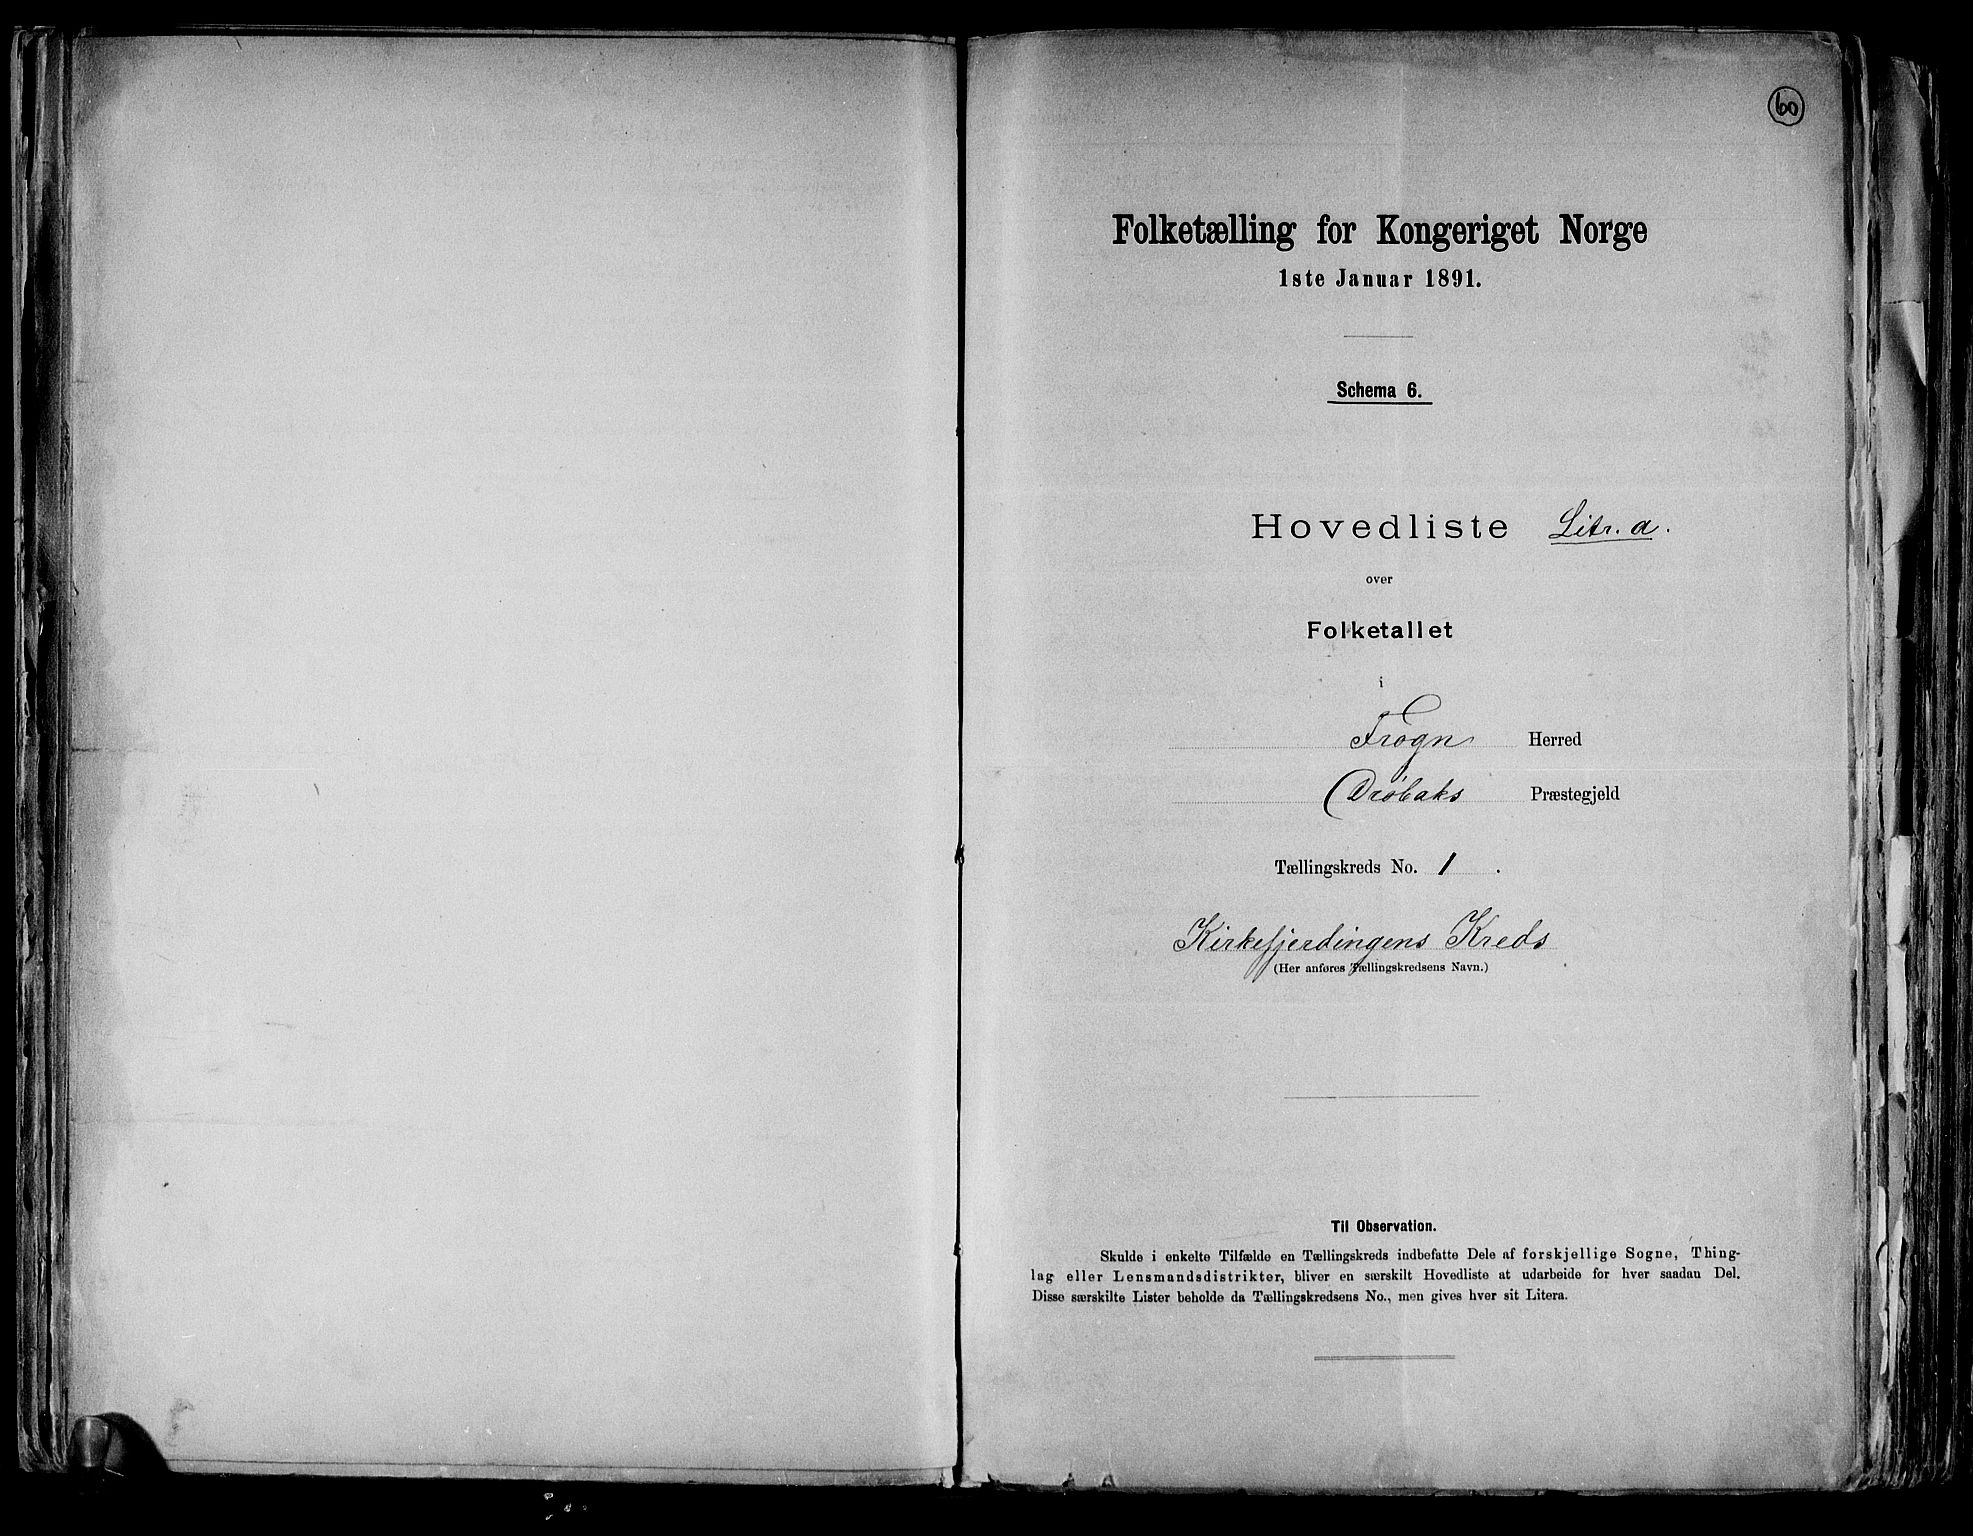 60
Folketælling for Kongeriget Norge
1ste Januar 1891.
Schema 6.
Hovedliste Litr. a.
over
Folketallet
i
Frogn Herred
Drøbaks Præstegjeld
Tællingskreds No. 1.
Kirkefjerdingens Kreds
(Her anføres Tællingskredsens Navn.)
Til Observation.
Skulde i enkelte Tilfælde en Tællingskreds indbefatte Dele af forskjellige Sogne, Thing-
lag eller Lensmandsdistrikter, bliver en særskilt Hovedliste at udarbeide for hver saadan Del.
Disse særskilte Lister beholde da Tællingskredsens No., men gives hver sit Litera.